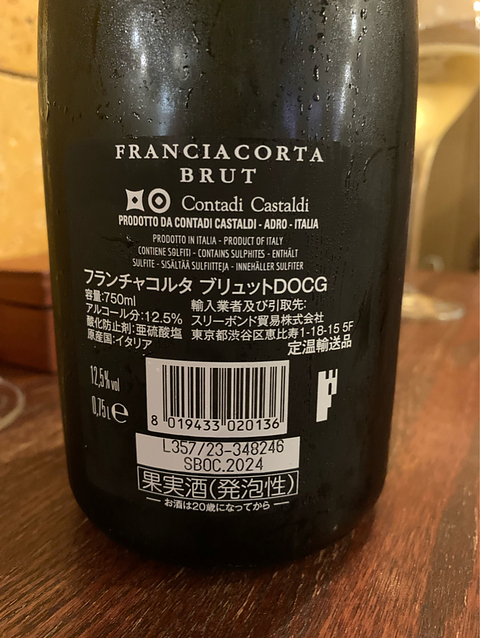 FRANCIACORTA
BRUT
Contadi Castaldi
PRODOTTO DA CONTADI CASTALDI - ADRO - ITALIA
PRODOTTO IN ITALIA - PRODUCT OF ITALY
CONTIENE SOLFITI - CONTAINS SULPHITES - ENTHÄLT
SULFITE - SISÄLTÄÄ SULFIITTEJA - INNEHÅLLER SULFITER
フランチャコルタ ブリュットDOCG
容量:750ml
アルコール分:12.5%
酸化防止剤:亜硫酸塩
原産国:イタリア
輸入業者及び引取先:
スリーボンド貿易株式会社
東京都渋谷区恵比寿1-18-15 5F
定温輸送品
12,5% vol
0,75 L e
8 019433 020136
L357/23-348246
SBOC.2024
果実酒(発泡性)
お酒は20歳になってから